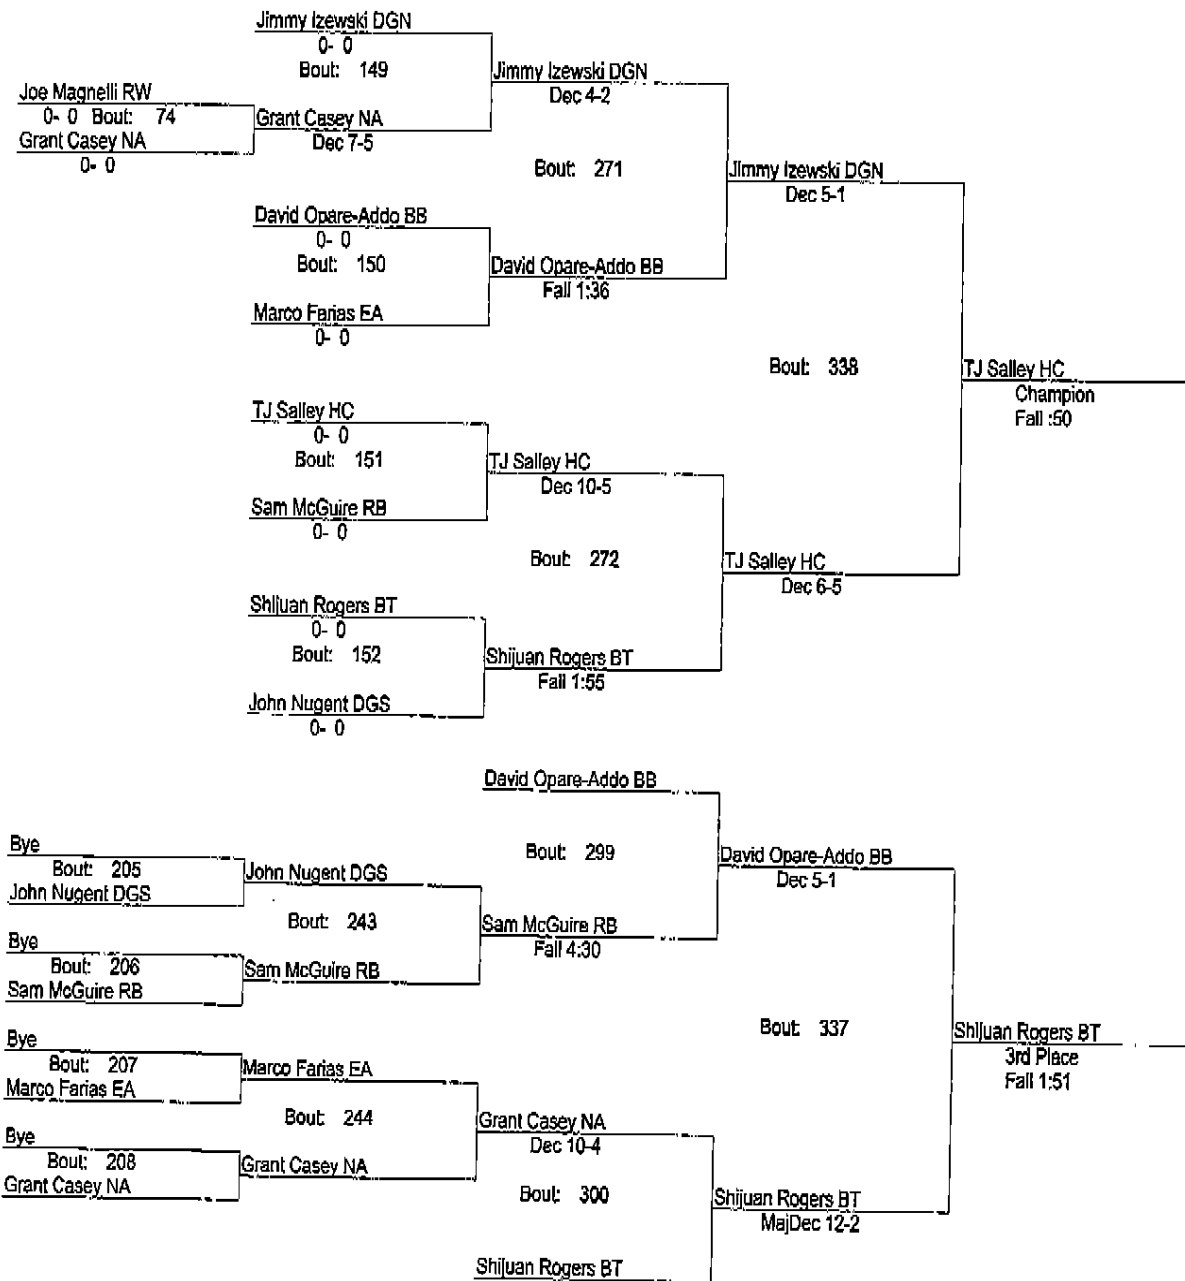 Jimmy Izewski DGN
0- 0
Bout: 149
Jimmy Izewski DGN
Dec 4-2
Joe Magnelli RW
0- 0 Bout: 74
Grant Casey NA
0- 0
Grant Casey NA
Dec 7-5
Bout: 271
Jimmy Izewski DGN
Dec 5-1
David Opare-Addo BB
0- 0
Bout: 150
David Opare-Addo BB
Fall 1:36
Marco Farias EA
0- 0
Bout: 338
TJ Salley HC
Champion
Fall :50
TJ Salley HC
0- 0
Bout: 151
TJ Salley HC
Dec 10-5
Sam McGuire RB
0- 0
Bout: 272
TJ Salley HC
Dec 6-5
Shijuan Rogers BT
0- 0
Bout: 152
Shijuan Rogers BT
Fall 1:55
John Nugent DGS
0- 0
David Opare-Addo BB
Bout: 299
David Opare-Addo BB
Dec 5-1
Bye
Bout: 205
John Nugent DGS
John Nugent DGS
Bout: 243
Sam McGuire RB
Fall 4:30
Bye
Bout: 206
Sam McGuire RB
Sam McGuire RB
Bout: 337
Shijuan Rogers BT
3rd Place
Fall 1:51
Bye
Bout: 207
Marco Farias EA
Marco Farias EA
Bout: 244
Grant Casey NA
Dec 10-4
Bye
Bout: 208
Grant Casey NA
Grant Casey NA
Bout: 300
Shijuan Rogers BT
MajDec 12-2
Shijuan Rogers BT